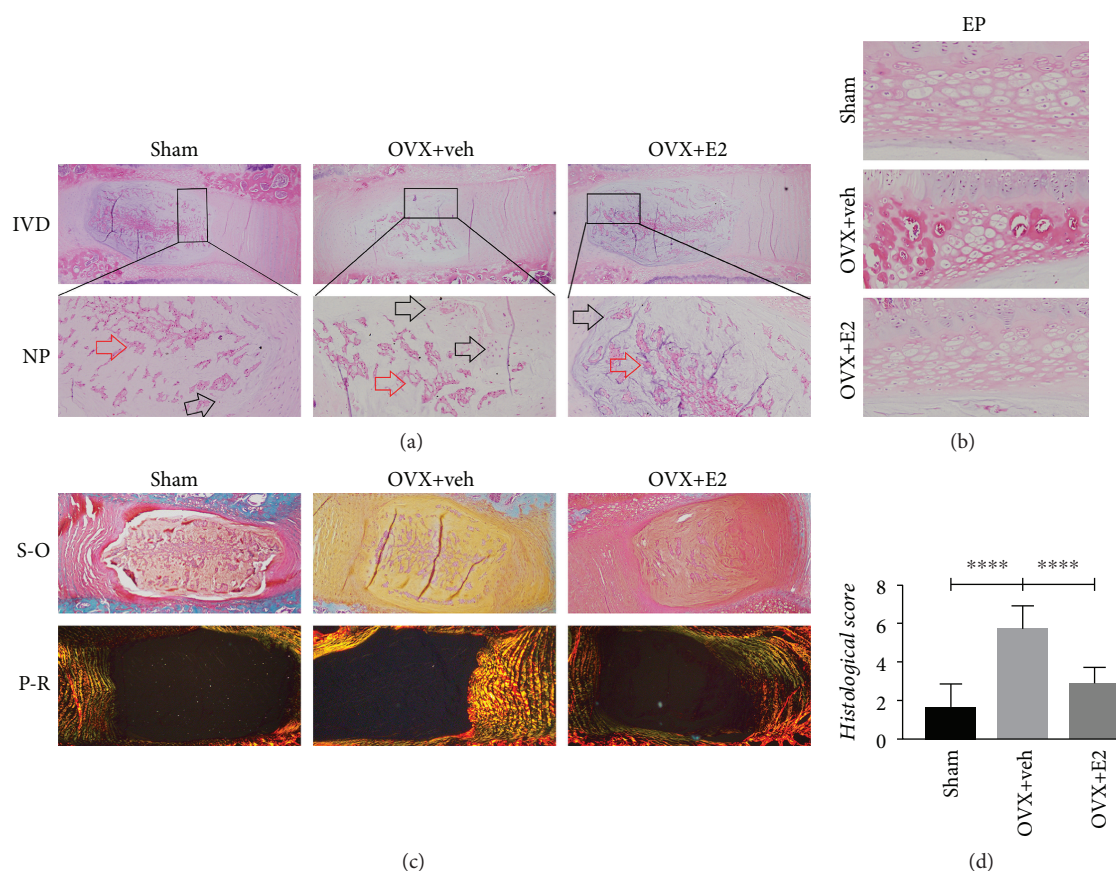 EP
Sham
OVX+veh
OVX+E2
Sham
OVX+veh
OVX+E2
IVD
NP
(a)
(b)
Sham
OVX+veh
OVX+E2
S-O
P-R
(c)
**** ****
8
6
4
2
0
Histological score
Sham
OVX+veh
OVX+E2
(d)